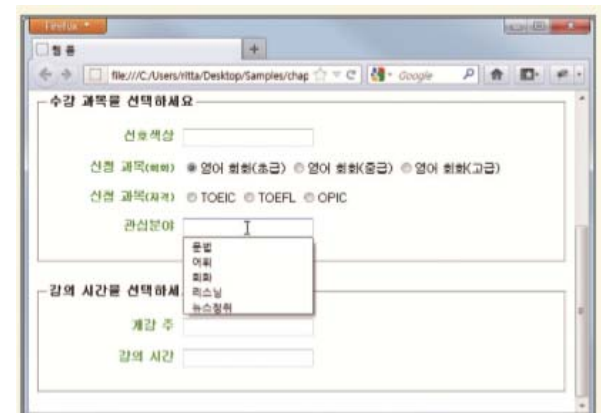 Firefox
웹 폼
file:///C:/Users/ritta/Desktop/Samples/chap
Google
수강 과목을 선택하세요
선호색상
신청 과목(회화) 영어 회화(초급) 영어 회화(중급) 영어 회화(고급)
신청 과목(자격) TOEIC TOEFL OPIC
관심분야
문법
어휘
회화
리스닝
뉴스청취
강의 시간을 선택하세
개강 주
강의 시간